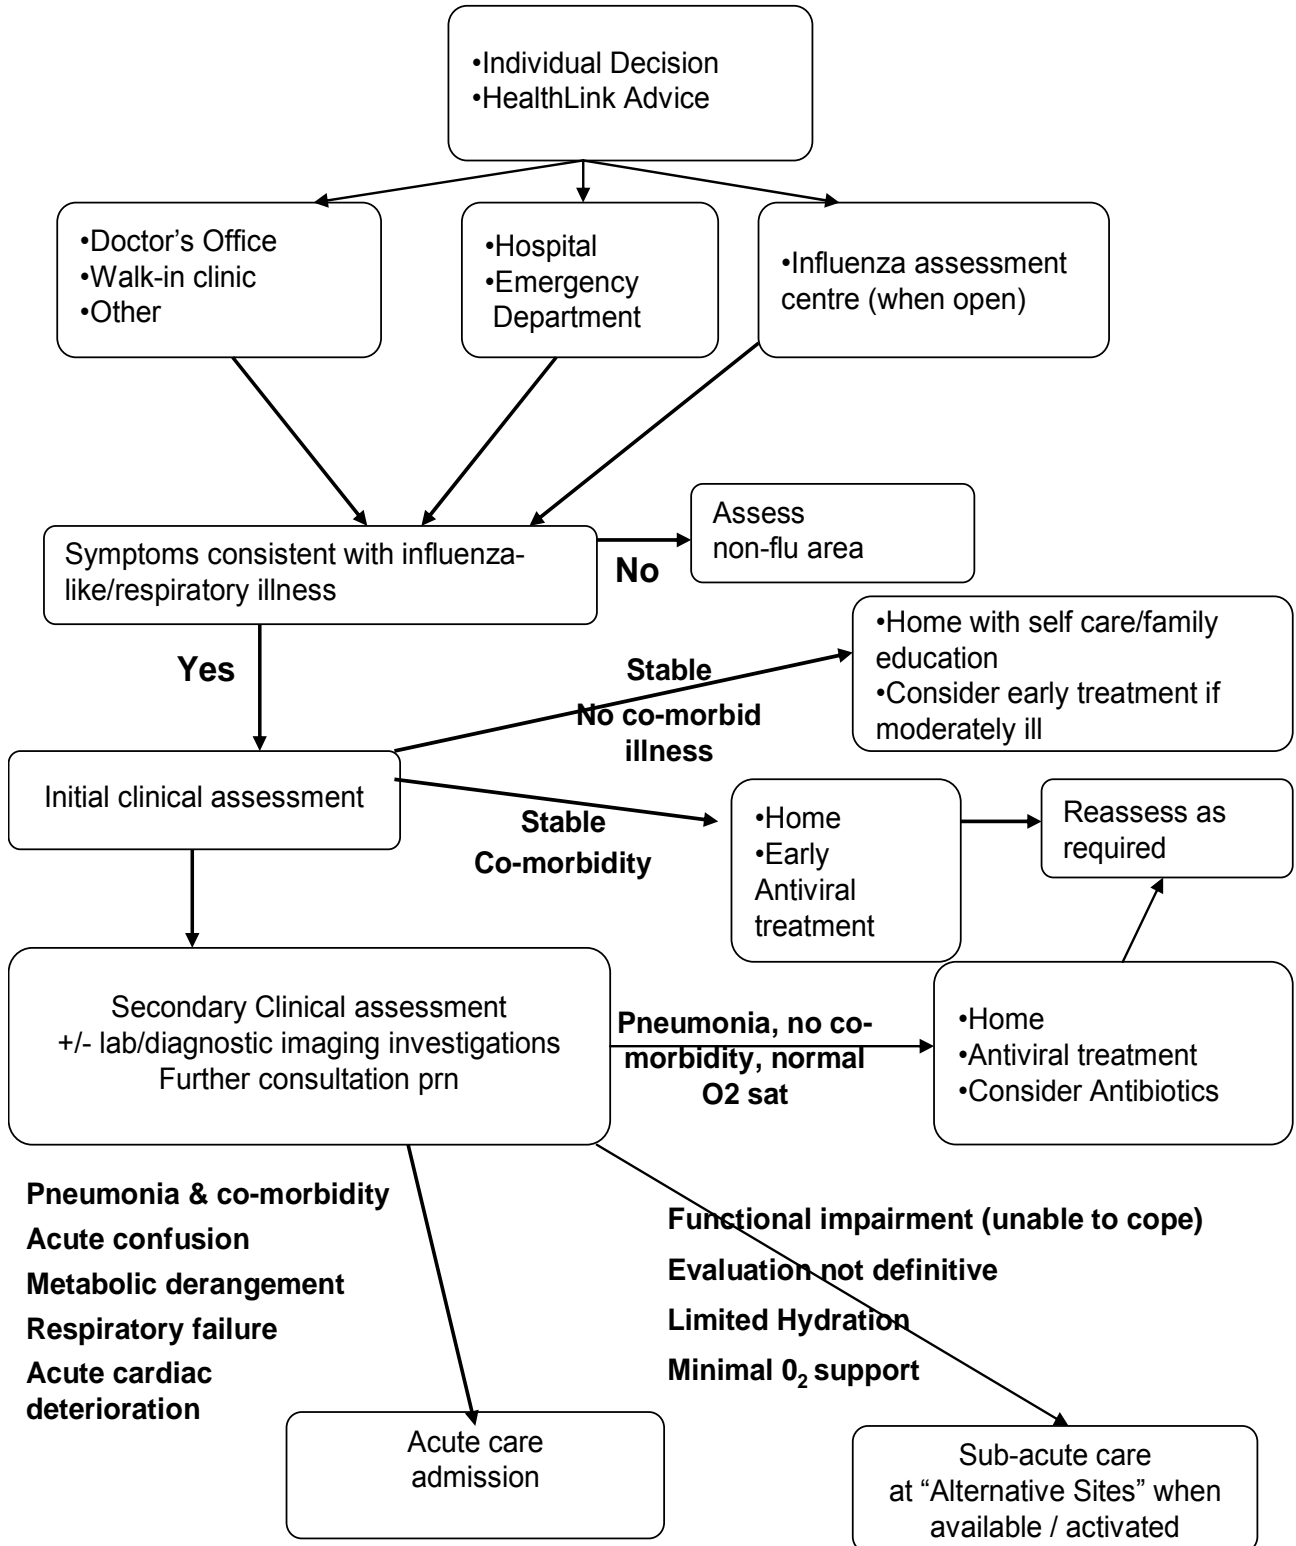 •Individual Decision
•HealthLink Advice
•Doctor's Office
•Walk-in clinic
•Other
•Hospital
•Emergency
Department
•Influenza assessment
centre (when open)
Symptoms consistent with influenza-
like/respiratory illness
No
Assess
non-flu area
Yes
Stable
No co-morbid
illness
•Home with self care/family
education
•Consider early treatment if
moderately ill
Initial clinical assessment
Stable
Co-morbidity
•Home
•Early
Antiviral
treatment
Reassess as
required
Secondary Clinical assessment
+/- lab/diagnostic imaging investigations
Further consultation prn
Pneumonia, no co-
morbidity, normal
O2 sat
•Home
•Antiviral treatment
•Consider Antibiotics
Pneumonia & co-morbidity
Acute confusion
Metabolic derangement
Respiratory failure
Acute cardiac
deterioration
Functional impairment (unable to cope)
Evaluation not definitive
Limited Hydration
Minimal 0₂ support
Acute care
admission
Sub-acute care
at “Alternative Sites” when
available / activated